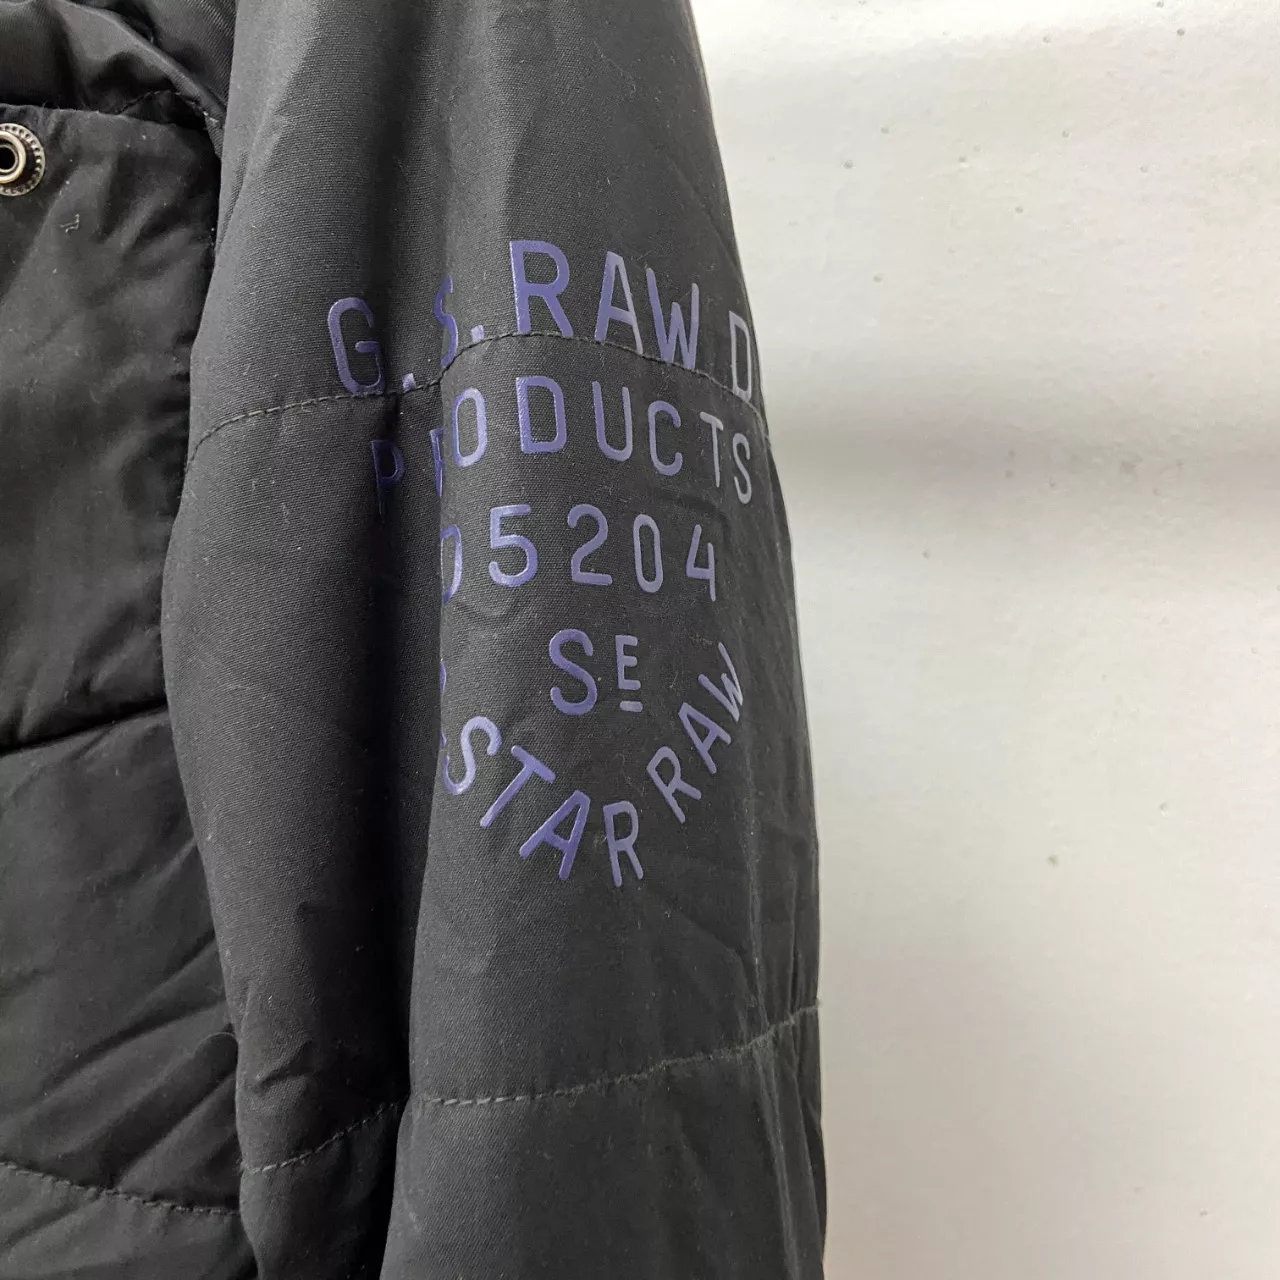 G.S.RAW D
PRODUCTS
05204
SE
STAR RAW